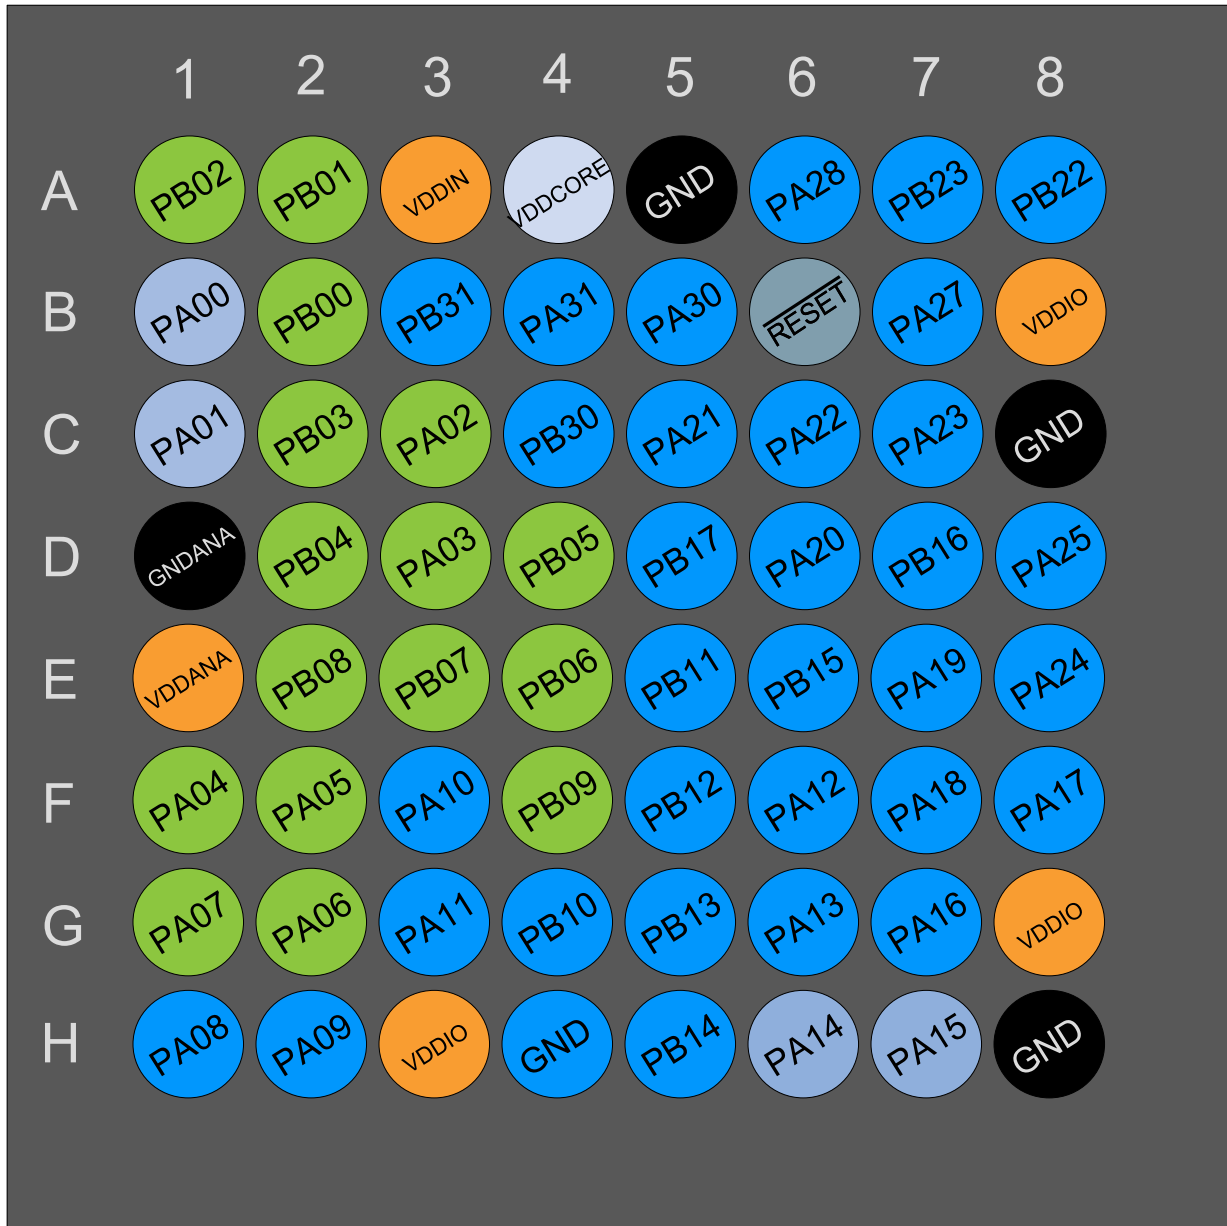 1 2 3 4 5 6 7 8
A PB02 PB01 VDDIN VDDCORE GND PA28 PB23 PB22
B PA00 PB00 PB31 PA31 PA30 RESET PA27 VDDIO
C PA01 PB03 PA02 PB30 PA21 PA22 PA23 GND
D GNDANA PB04 PA03 PB05 PB17 PA20 PB16 PA25
E VDDANA PB08 PB07 PB06 PB11 PB15 PA19 PA24
F PA04 PA05 PA10 PB09 PB12 PA12 PA18 PA17
G PA07 PA06 PA11 PB10 PB13 PA13 PA16 VDDIO
H PA08 PA09 VDDIO GND PB14 PA14 PA15 GND